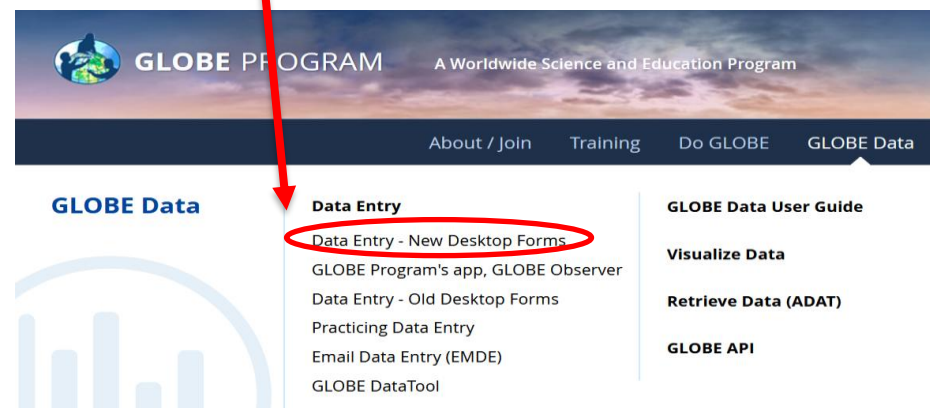 GLOBE PROGRAM
A Worldwide Science and Education Program
About / Join Training Do GLOBE GLOBE Data
GLOBE Data
Data Entry
Data Entry - New Desktop Forms
GLOBE Program's app, GLOBE Observer
Data Entry - Old Desktop Forms
Practicing Data Entry
Email Data Entry (EMDE)
GLOBE DataTool
GLOBE Data User Guide
Visualize Data
Retrieve Data (ADAT)
GLOBE API